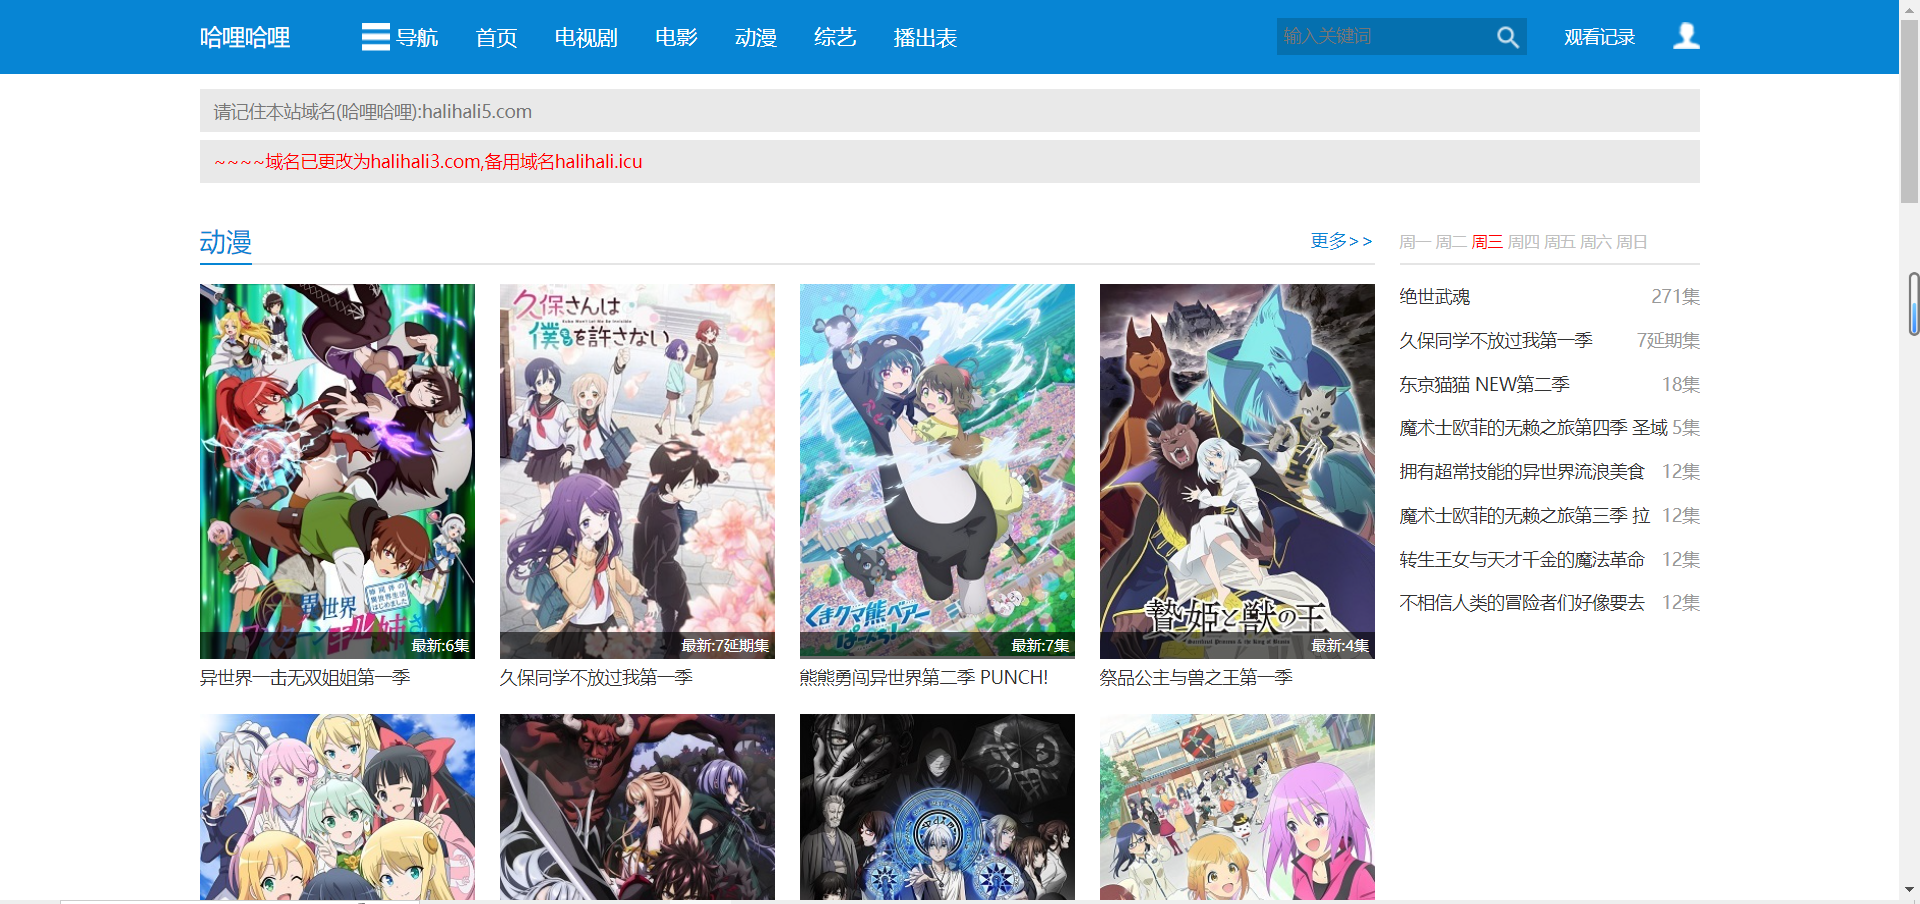 哈哩哈哩 导航 首页 电视剧 电影 动漫 综艺 播出表 输入关键词 观看记录
请记住本站域名(哈哩哈哩):halihali5.com
~~~~域名已更改为halihali3.com,备用域名halihali.icu
动漫 更多>>
久保さんは
Kubo Won't Let Me Be Invisible
僕を許さない
モブ
くまクマ熊ベアー
ぱーんち!
贄姫と獣の王
最新:6集
最新:7延期集
最新:7集
最新:4集
异世界一击无双姐姐第一季
久保同学不放过我第一季
熊熊勇闯异世界第二季 PUNCH!
祭品公主与兽之王第一季
周一 周二 周三 周四 周五 周六 周日
绝世武魂 271集
久保同学不放过我第一季 7延期集
东京猫猫 NEW第二季 18集
魔术士欧菲的无赖之旅第四季 圣域 5集
拥有超常技能的异世界流浪美食 12集
魔术士欧菲的无赖之旅第三季 拉 12集
转生王女与天才千金的魔法革命 12集
不相信人类的冒险者们好像要去 12集